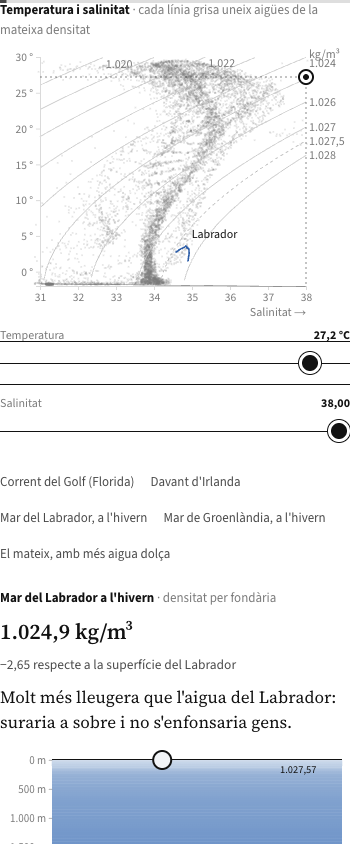 Temperatura i salinitat · cada línia grisa uneix aigües de la
mateixa densitat
kg/m³
30 °
1.020
1.022
1.024
25 °
1.026
20 °
1.027
1.027,5
15 °
1.028
10 °
5 °
Labrador
0 °
31 32 33 34 35 36 37 38
Salinitat →
Temperatura 27,2 °C
Salinitat 38,00
Corrent del Golf (Florida) Davant d'Irlanda
Mar del Labrador, a l'hivern Mar de Groenlàndia, a l'hivern
El mateix, amb més aigua dolça
Mar del Labrador a l'hivern · densitat per fondària
1.024,9 kg/m³
−2,65 respecte a la superfície del Labrador
Molt més lleugera que l'aigua del Labrador:
suraria a sobre i no s'enfonsaria gens.
0 m
1.027,57
500 m
1.000 m